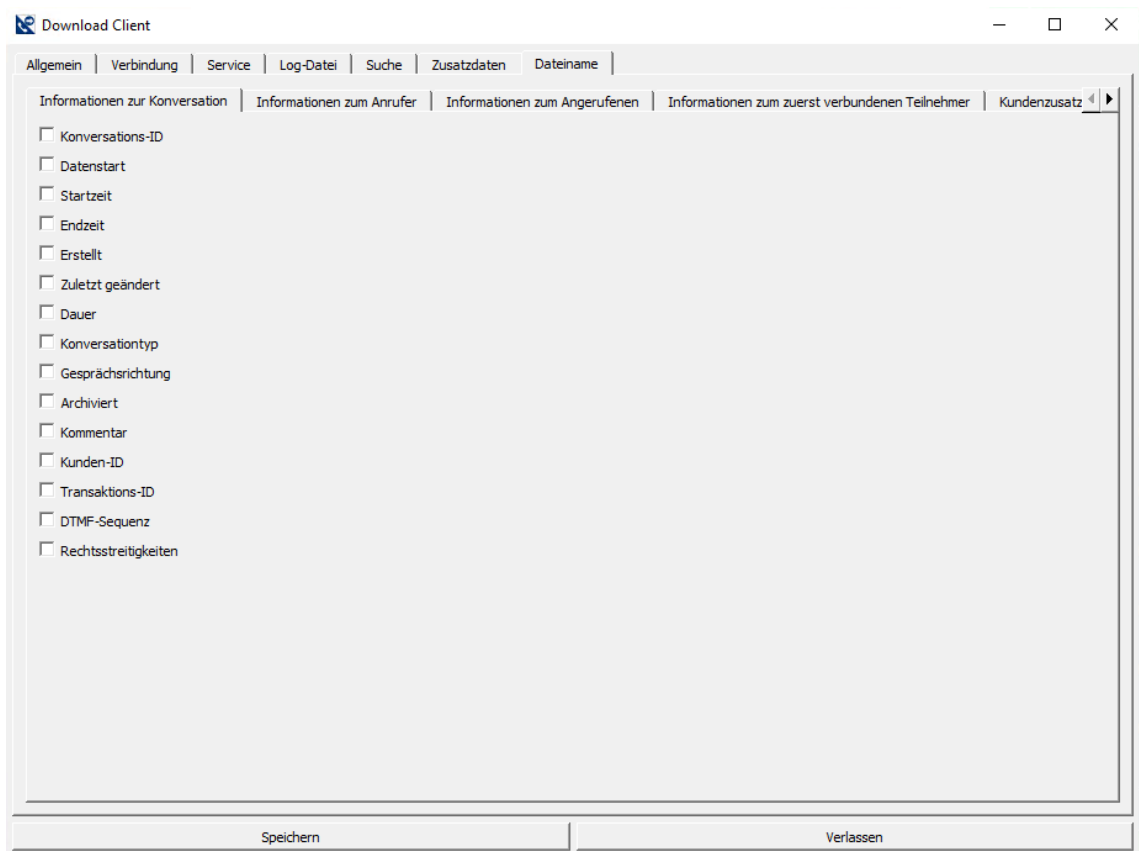 Download Client
Allgemein Verbindung Service Log-Datei Suche Zusatzdaten Dateiname
Informationen zur Konversation Informationen zum Anrufer Informationen zum Angerufenen Informationen zum zuerst verbundenen Teilnehmer Kundenzusatz
Konversations-ID
Datenstart
Startzeit
Endzeit
Erstellt
Zuletzt geändert
Dauer
Konversationtyp
Gesprächsrichtung
Archiviert
Kommentar
Kunden-ID
Transaktions-ID
DTMF-Sequenz
Rechtsstreitigkeiten
Speichern Verlassen